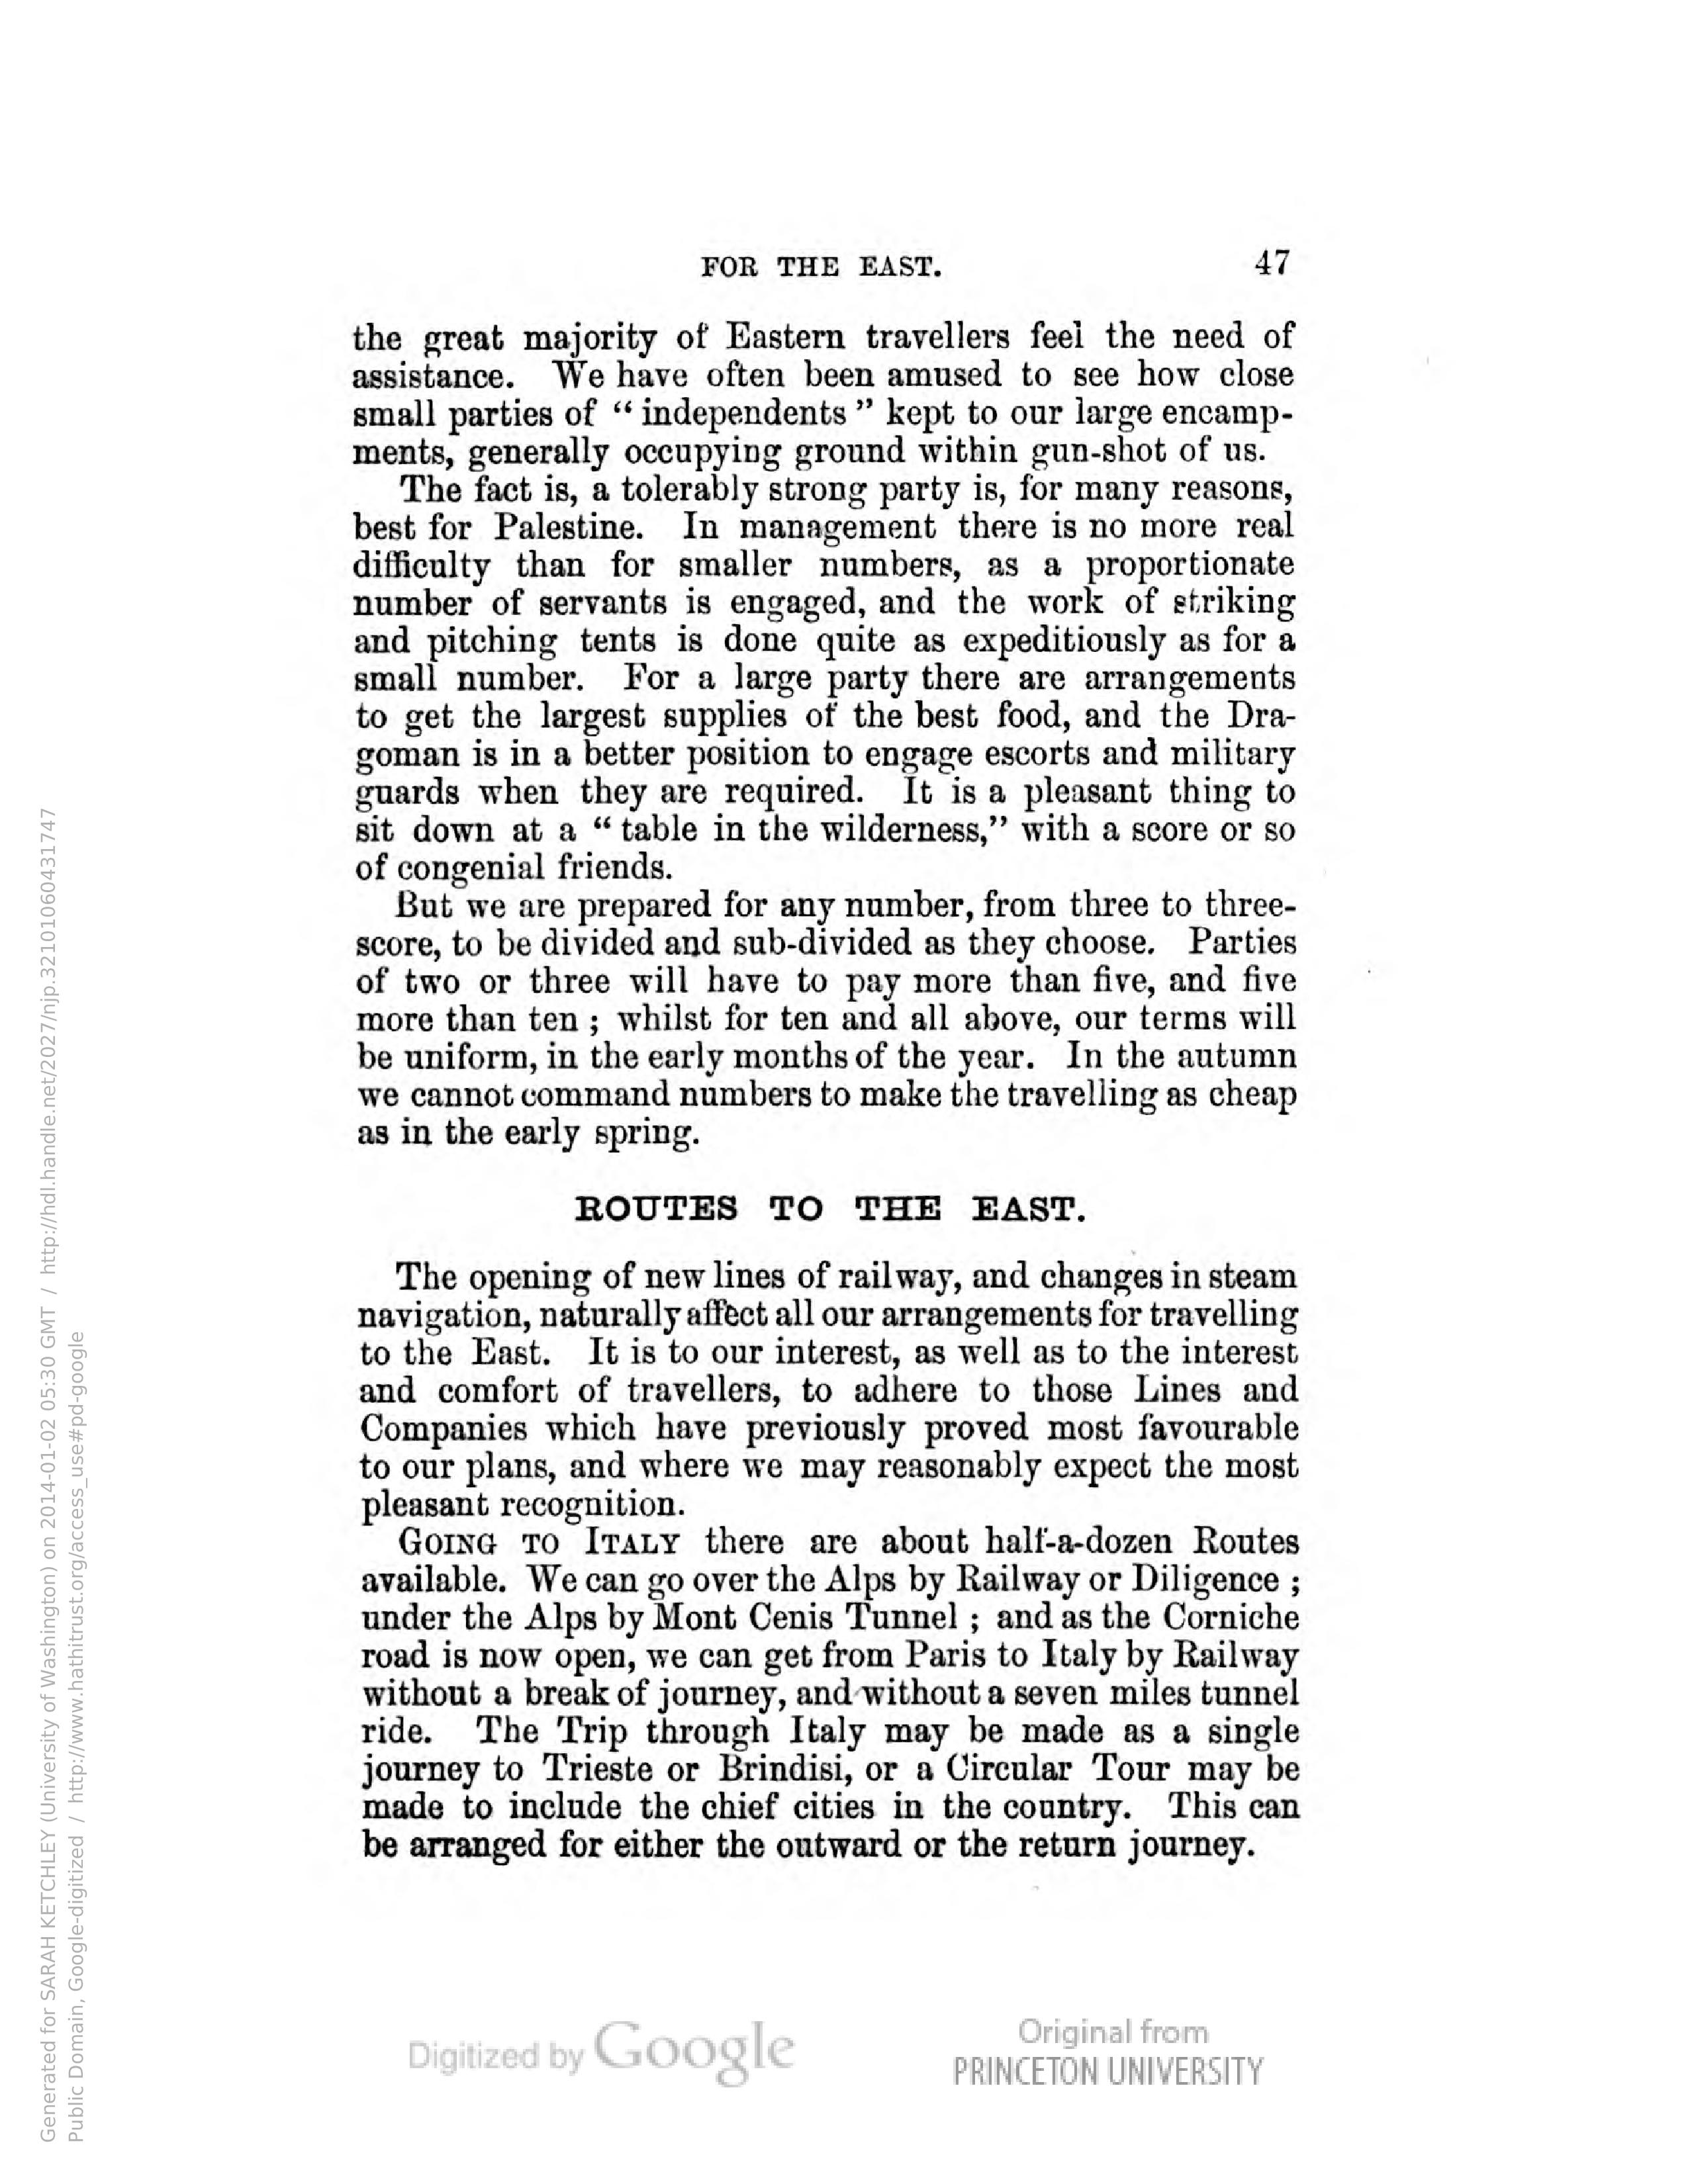 FOR THE EAST. 47
the great majority of Eastern travellers feel the need of
assistance. We have often been amused to see how close
small parties of “ independents ” kept to our large encamp-
ments, generally occupying ground within gun-shot of us.
The fact is, a tolerably strong party is, for many reasons,
best for Palestine. In management there is no more real
difficulty than for smaller numbers, as a proportionate
number of servants is engaged, and the work of striking
and pitching tents is done quite as expeditiously as for a
small number. For a large party there are arrangements
to get the largest supplies of the best food, and the Dra-
goman is in a better position to engage escorts and military
guards when they are required. It is a pleasant thing to
sit down at a “ table in the wilderness,” with a score or so
of congenial friends.
But we are prepared for any number, from three to three-
score, to be divided and sub-divided as they choose. Parties
of two or three will have to pay more than five, and five
more than ten ; whilst for ten and all above, our terms will
be uniform, in the early months of the year. In the autumn
we cannot command numbers to make the travelling as cheap
as in the early spring.
ROUTES TO THE EAST.
The opening of new lines of railway, and changes in steam
navigation, naturally affect all our arrangements for travelling
to the East. It is to our interest, as well as to the interest
and comfort of travellers, to adhere to those Lines and
Companies which have previously proved most favourable
to our plans, and where we may reasonably expect the most
pleasant recognition.
GOING TO ITALY there are about half-a-dozen Routes
available. We can go over the Alps by Railway or Diligence ;
under the Alps by Mont Cenis Tunnel ; and as the Corniche
road is now open, we can get from Paris to Italy by Railway
without a break of journey, and without a seven miles tunnel
ride. The Trip through Italy may be made as a single
journey to Trieste or Brindisi, or a Circular Tour may be
made to include the chief cities in the country. This can
be arranged for either the outward or the return journey.
Digitized by Google
Original from
PRINCETON UNIVERSITY
Generated for SARAH KETCHLEY (University of Washington) on 2014-01-02 05:30 GMT / http://hdl.handle.net/2027/njp.32101060431747
Public Domain, Google-digitized / http://www.hathitrust.org/access_use#pd-google